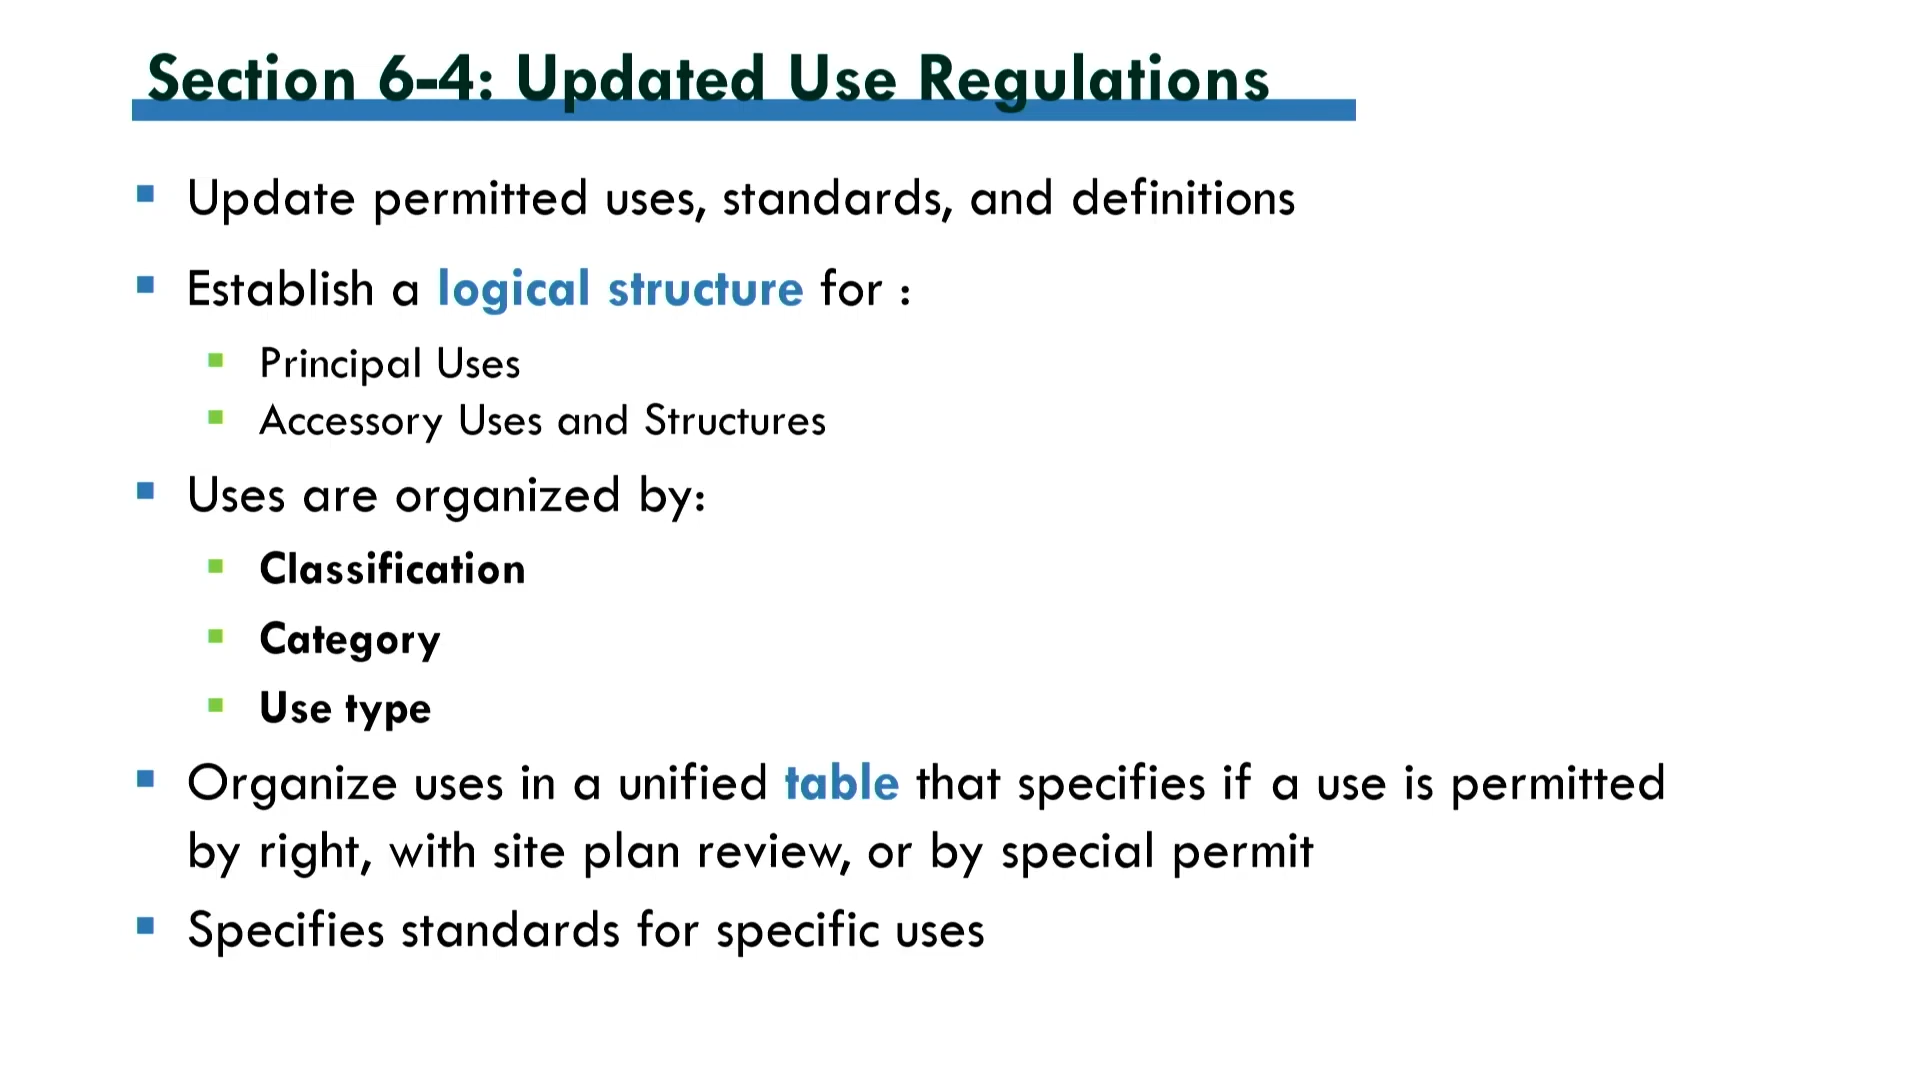 Section 6-4: Updated Use Regulations
Update permitted uses, standards, and definitions
Establish a logical structure for :
Principal Uses
Accessory Uses and Structures
Uses are organized by:
Classification
Category
Use type
Organize uses in a unified table that specifies if a use is permitted
by right, with site plan review, or by special permit
Specifies standards for specific uses